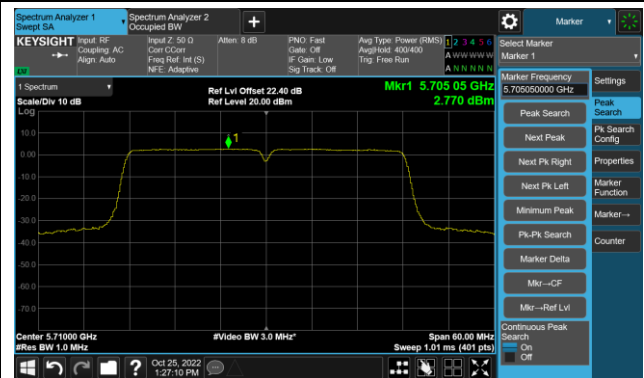 Spectrum Analyzer 1
Swept SA
Spectrum Analyzer 2
Occupied BW
Marker
KEYSIGHT
Input: RF
Coupling: AC
Align: Auto
Input Z: 50 Ω
Corr CCorr
Freq Ref: Int (S)
NFE: Adaptive
Atten: 8 dB
PNO: Fast
Gate: Off
IF Gain: Low
Sig Track: Off
Avg Type: Power (RMS)
Avg|Hold: 400/400
Trig: Free Run
1 2 3 4 5 6
A W W W W W
A N N N N N
LXI
Select Marker
Marker 1
1 Spectrum
Scale/Div 10 dB
Log
Ref Lvl Offset 22.40 dB
Ref Level 20.00 dBm
Mkr1 5.705 05 GHz
2.770 dBm
1
10.0
0.00
-10.0
-20.0
-30.0
-40.0
-50.0
-60.0
-70.0
Center 5.71000 GHz
#Res BW 1.0 MHz
#Video BW 3.0 MHz*
Span 60.00 MHz
Sweep 1.01 ms (401 pts)
Marker Frequency
5.705050000 GHz
Peak Search
Next Peak
Next Pk Right
Next Pk Left
Minimum Peak
Pk-Pk Search
Marker Delta
Mkr→CF
Mkr→Ref Lvl
Continuous Peak
Search
On
Off
Settings
Peak
Search
Pk Search
Config
Properties
Marker
Function
Marker→
Counter
?
Oct 25, 2022
1:27:10 PM